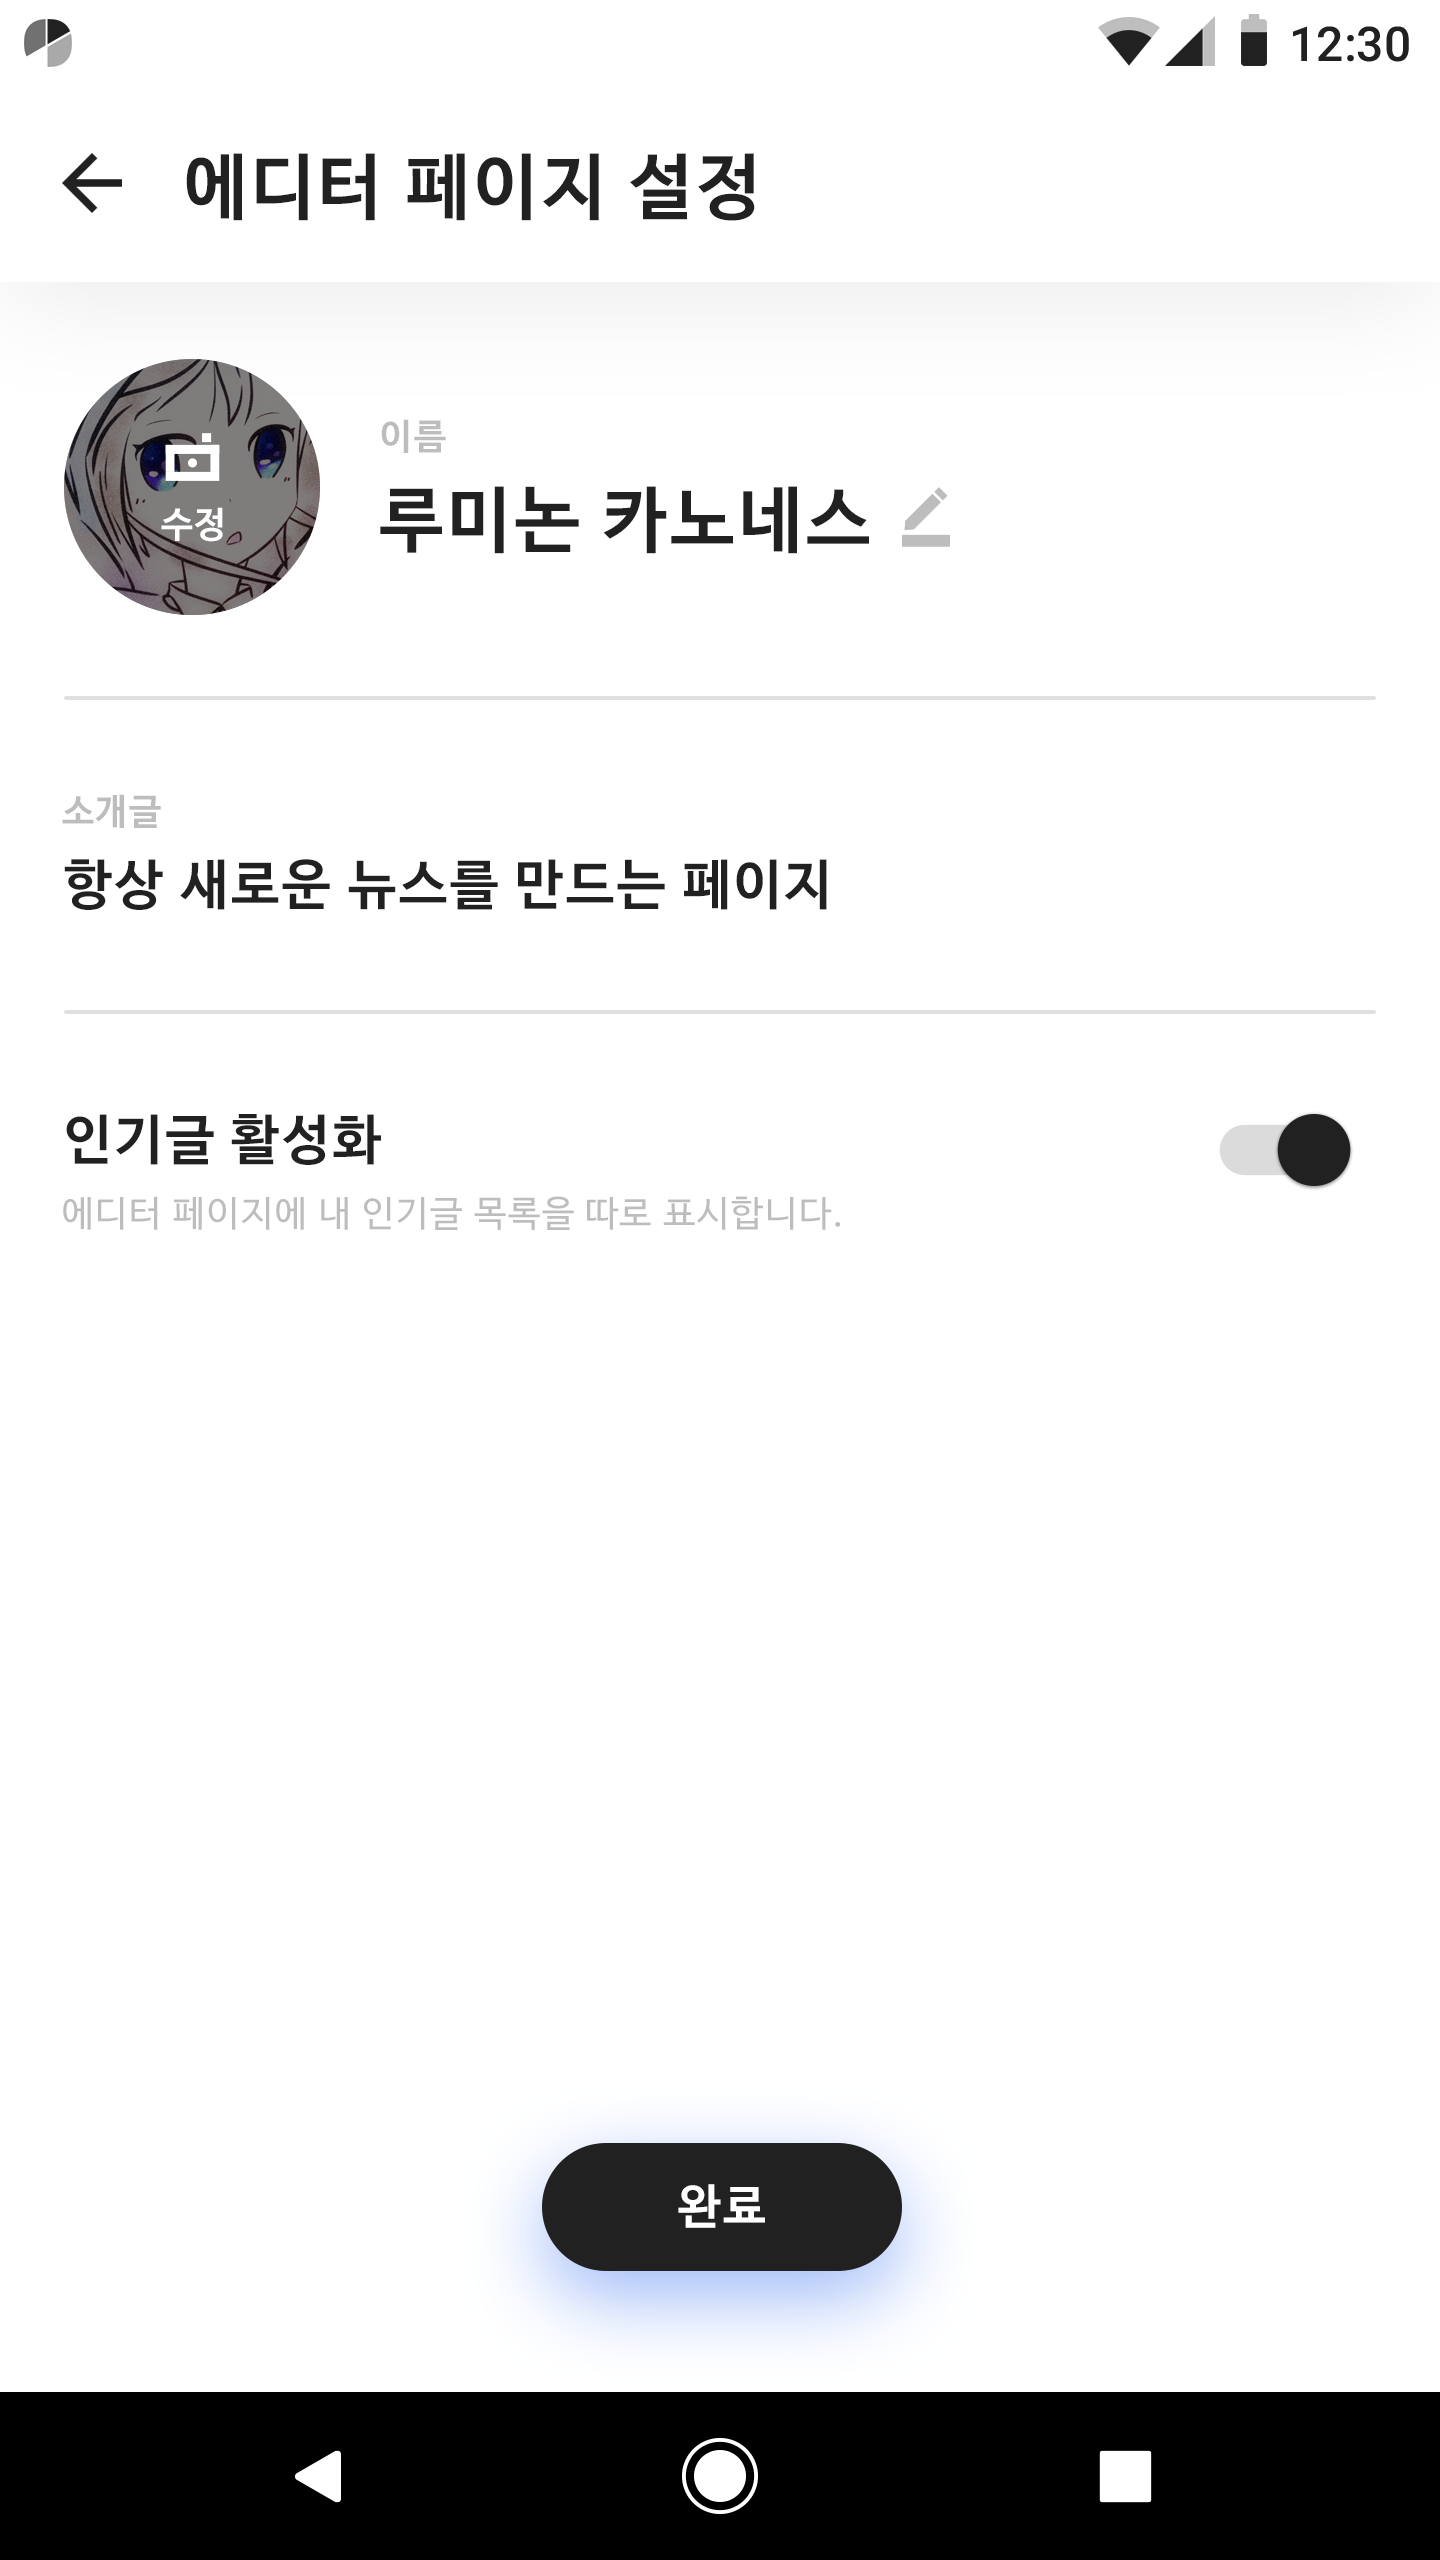 12:30
에디터 페이지 설정
이름
루미논 카노네스
수정
소개글
항상 새로운 뉴스를 만드는 페이지
인기글 활성화
에디터 페이지에 내 인기글 목록을 따로 표시합니다.
완료